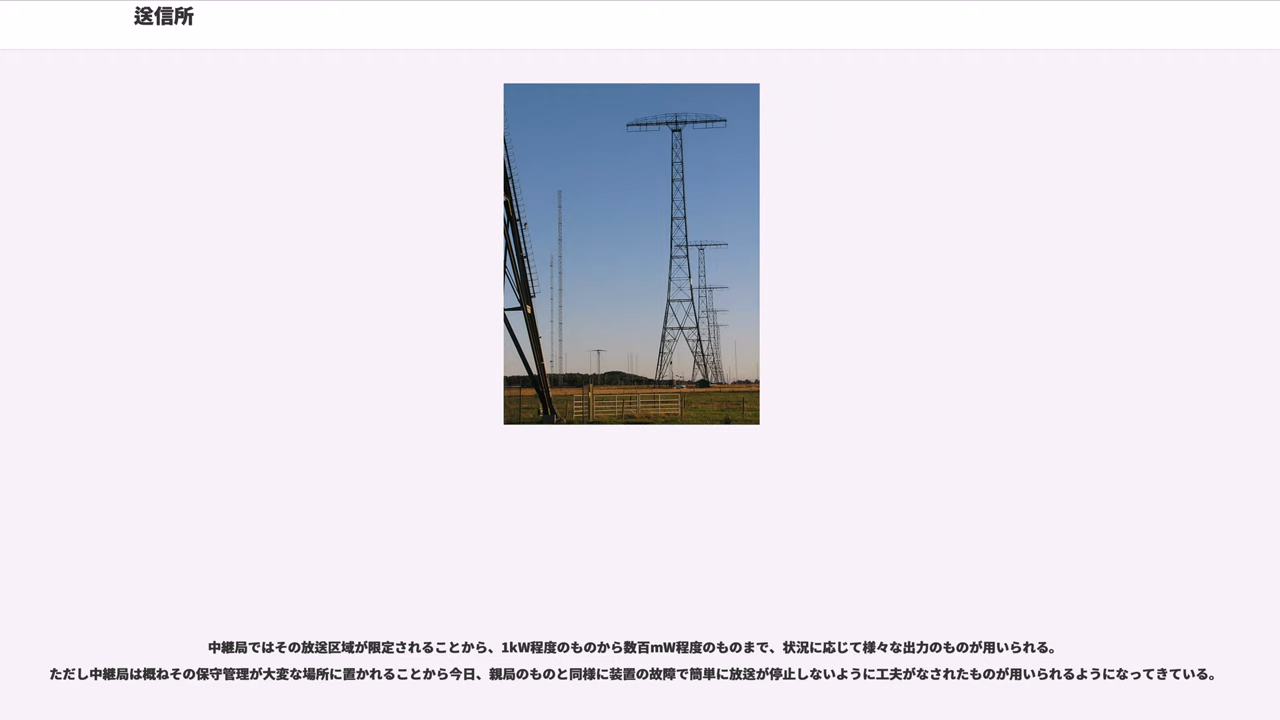 送信所
中継局ではその放送区域が限定されることから、1kW程度のものから数百mW程度のものまで、状況に応じて様々な出力のものが用いられる。
ただし中継局は概ねその保守管理が大変な場所に置かれることから今日、親局のものと同様に装置の故障で簡単に放送が停止しないように工夫がなされたものが用いられるようになってきている。